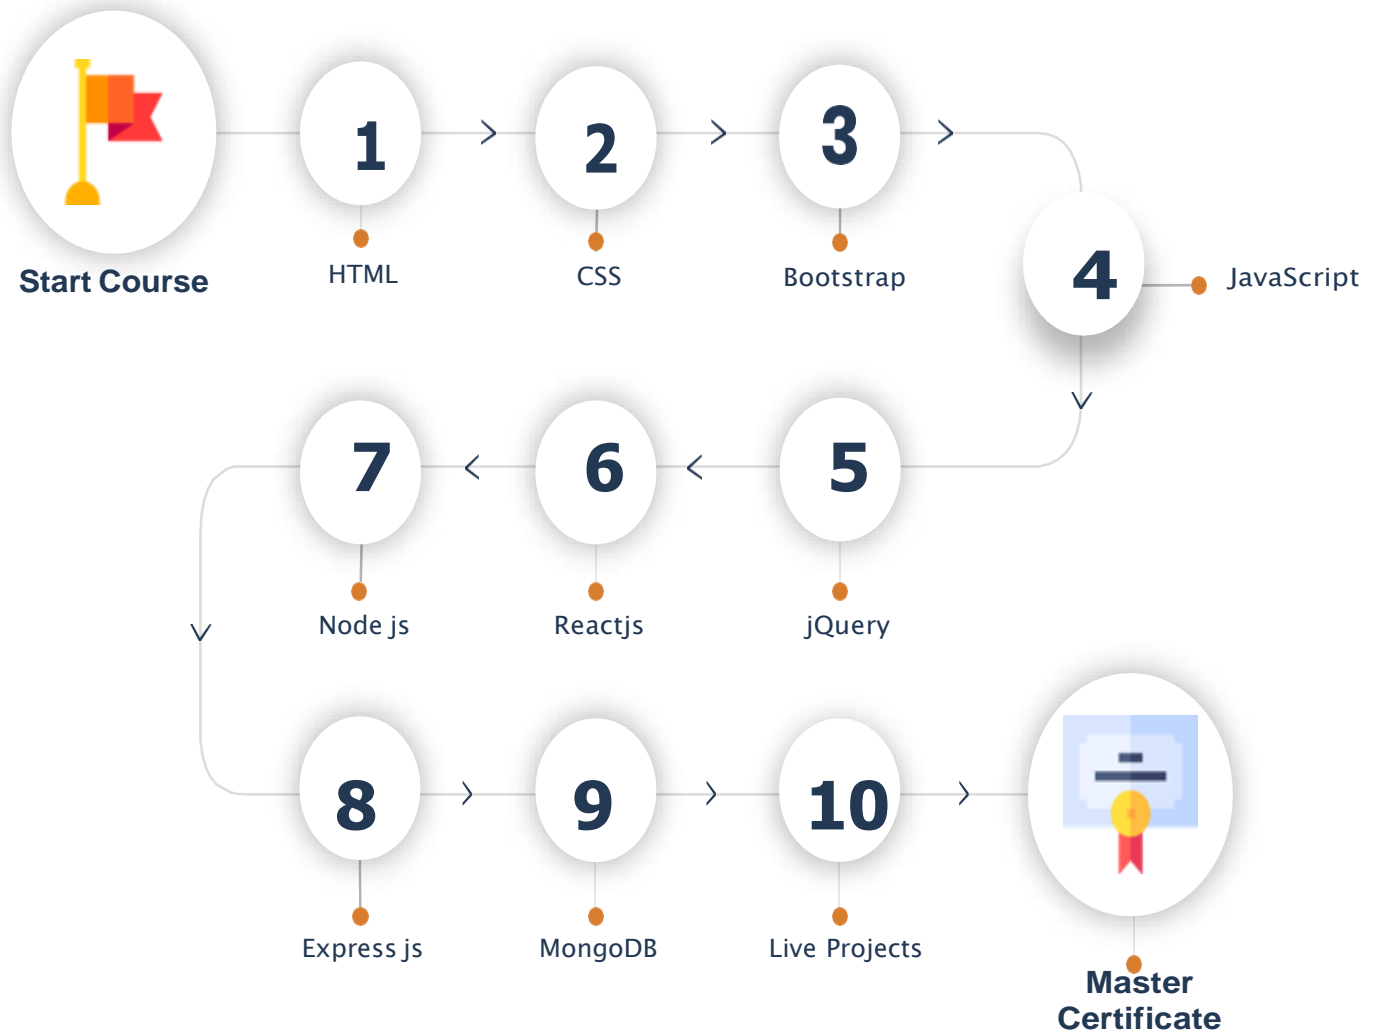 Start Course
1
HTML
2
CSS
3
Bootstrap
4
JavaScript
5
jQuery
6
Reactjs
7
Node js
8
Express js
9
MongoDB
10
Live Projects
Master
Certificate